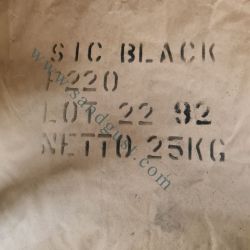 SIC BLACK
F220
LOT 22 92
NETTO 25KG
www.sandgun.com